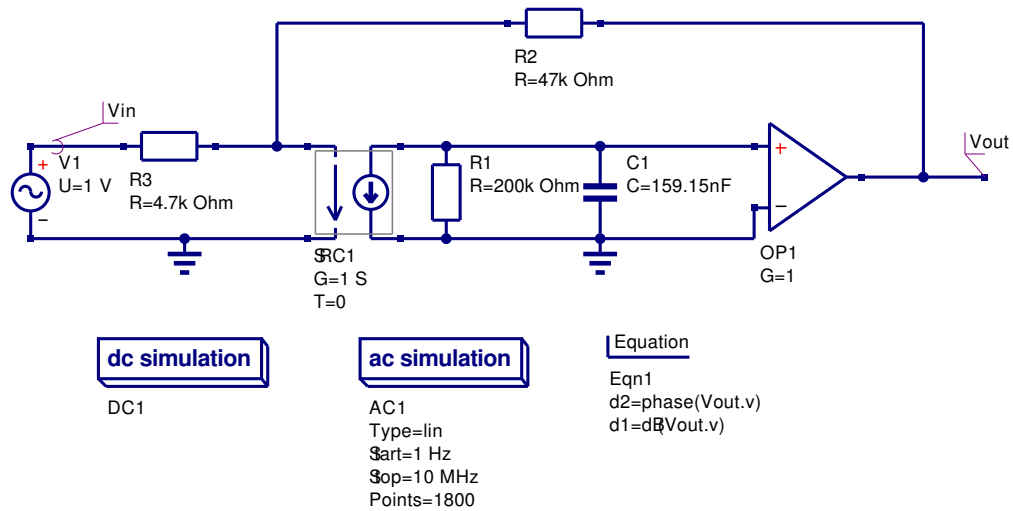 R2
R=47k Ohm
Vin
+
V1
U=1 V
−
R3
R=4.7k Ohm
R1
R=200k Ohm
C1
C=159.15nF
+
−
Vout
SRC1
G=1 S
T=0
OP1
G=1
dc simulation
DC1
ac simulation
AC1
Type=lin
Start=1 Hz
Stop=10 MHz
Points=1800
Equation
Eqn1
d2=phase(Vout.v)
d1=dB(Vout.v)